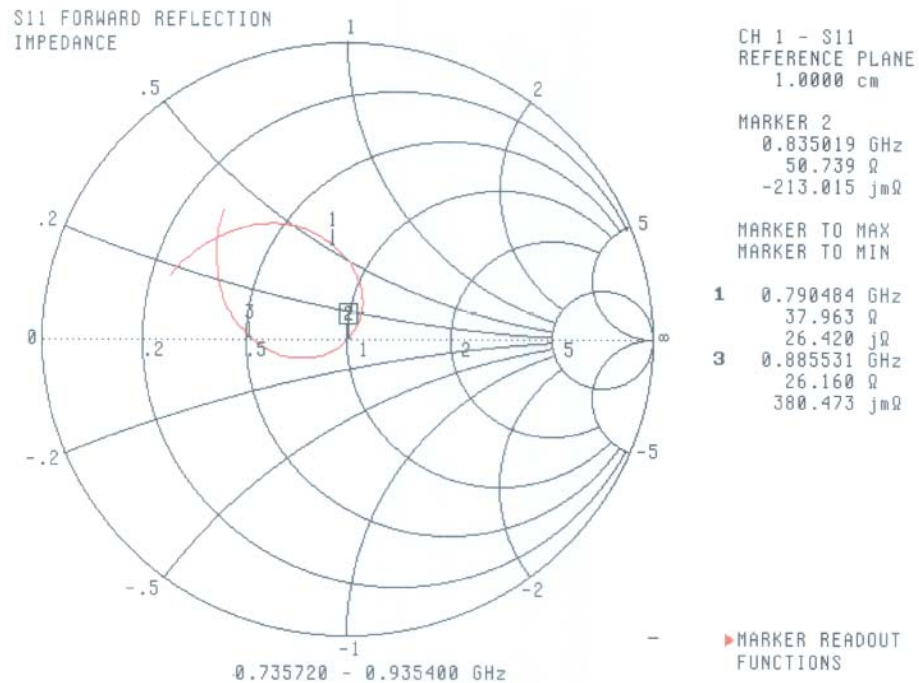 S11 FORWARD REFLECTION
IMPEDANCE
CH 1 - S11
REFERENCE PLANE
1.0000 cm
MARKER 2
0.835019 GHz
50.739 Ω
-213.015 jmΩ
MARKER TO MAX
MARKER TO MIN
1 0.790484 GHz
37.963 Ω
26.420 jΩ
3 0.885531 GHz
26.160 Ω
380.473 jmΩ
1
.5
2
.2
5
1
3
2
0
.2
.5
1
2
5
∞
-.2
-5
-.5
-2
-1
0.735720 - 0.935400 GHz
▶MARKER READOUT
FUNCTIONS